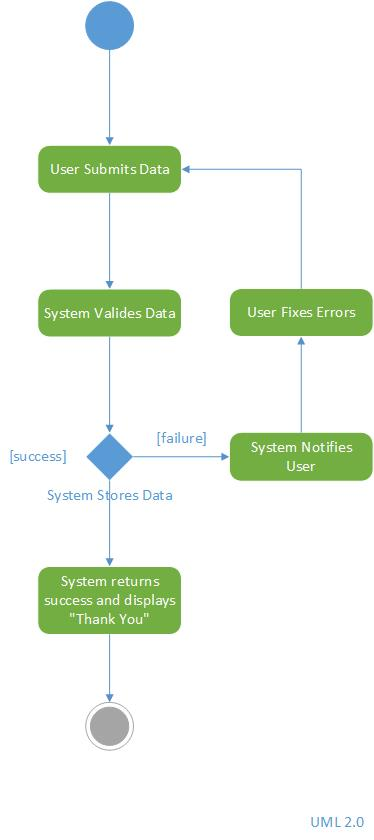 User Submits Data
System Valides Data
User Fixes Errors
[failure]
[success]
System Notifies
User
System Stores Data
System returns
success and displays
"Thank You"
UML 2.0